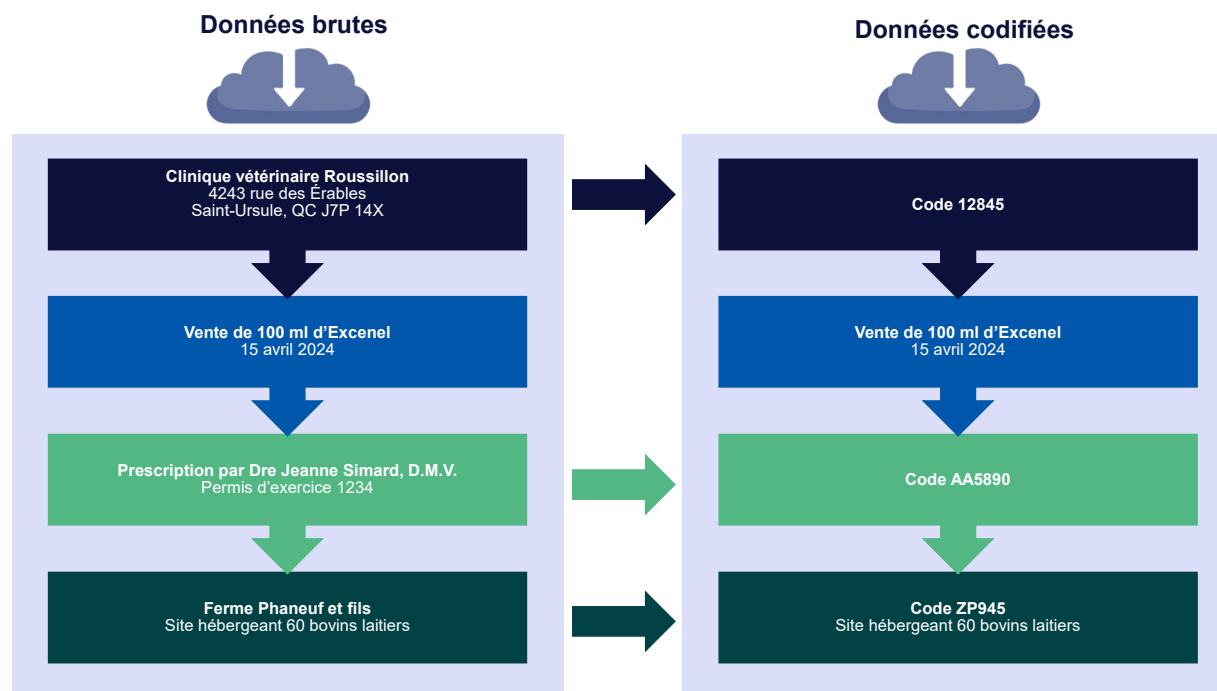 Données brutes
Clinique vétérinaire Roussillon
4243 rue des Érables
Saint-Ursule, QC J7P 14X
Vente de 100 ml d’Excenel
15 avril 2024
Prescription par Dre Jeanne Simard, D.M.V.
Permis d’exercice 1234
Ferme Phaneuf et fils
Site hébergeant 60 bovins laitiers
Données codifiées
Code 12845
Vente de 100 ml d’Excenel
15 avril 2024
Code AA5890
Code ZP945
Site hébergeant 60 bovins laitiers